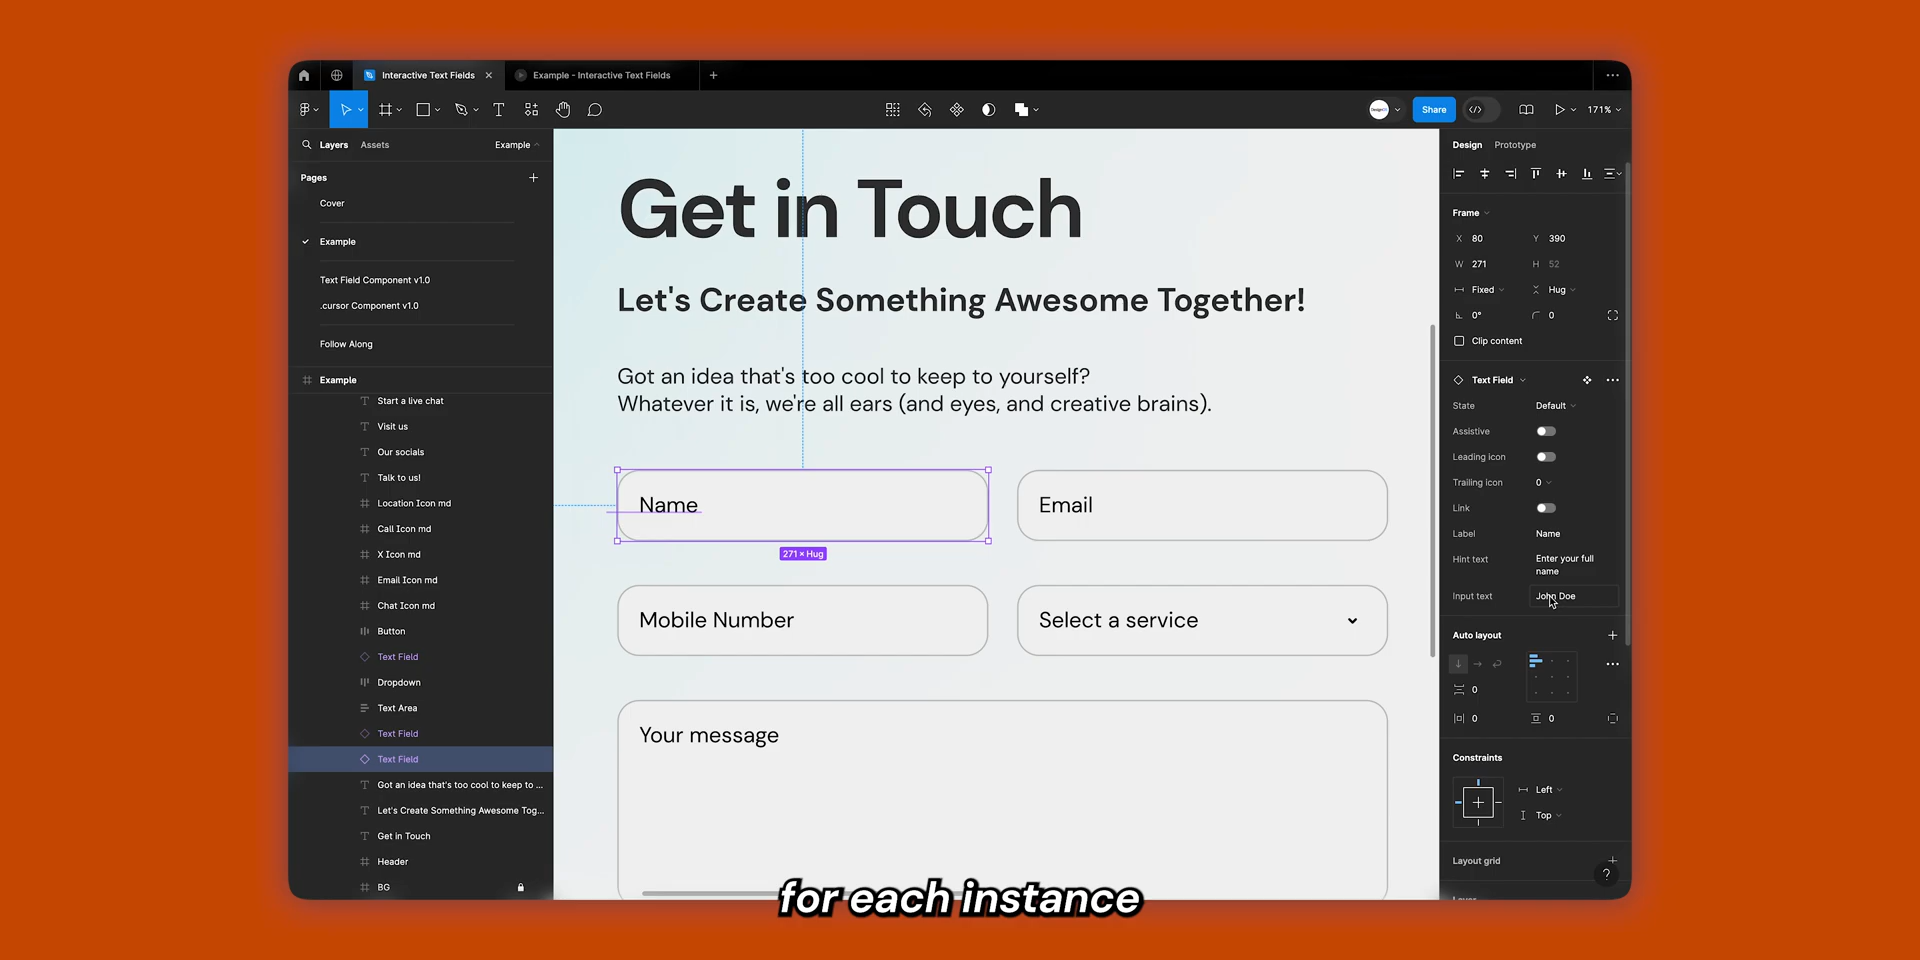 Interactive Text Fields
Example - Interactive Text Fields
Share
171%
Layers
Assets
Example
Pages
Cover
Example
Text Field Component v1.0
.cursor Component v1.0
Follow Along
Example
Start a live chat
Visit us
Our socials
Talk to us!
Location Icon md
Call Icon md
X Icon md
Email Icon md
Chat Icon md
Button
Text Field
Dropdown
Text Area
Text Field
Text Field
Got an idea that's too cool to keep to ...
Let's Create Something Awesome Tog...
Get in Touch
Header
BG
Get in Touch
Let's Create Something Awesome Together!
Got an idea that's too cool to keep to yourself?
Whatever it is, we're all ears (and eyes, and creative brains).
Name
Email
271 × Hug
Mobile Number
Select a service
Your message
for each instance
Design
Prototype
Frame
X 80 Y 390
W 271 H 52
Fixed Hug
0° 0
Clip content
Text Field
State Default
Assistive
Leading icon
Trailing icon 0
Link
Label Name
Hint text Enter your full
name
Input text John Doe
Auto layout
0
0 0
Constraints
Left
Top
Layout grid
?